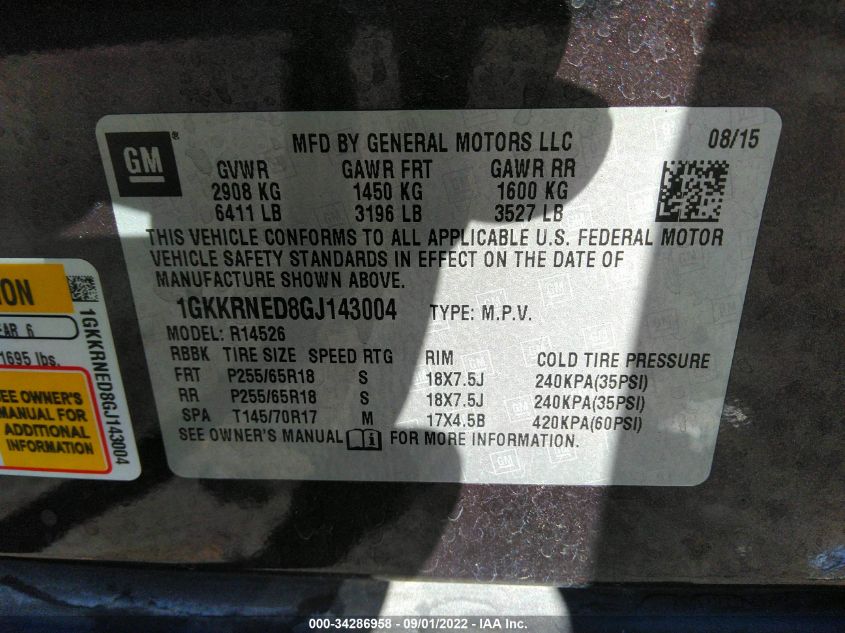 GM ®
MFD BY GENERAL MOTORS LLC 08/15
GVWR GAWR FRT GAWR RR
2908 KG 1450 KG 1600 KG
6411 LB 3196 LB 3527 LB
THIS VEHICLE CONFORMS TO ALL APPLICABLE U.S. FEDERAL MOTOR
VEHICLE SAFETY STANDARDS IN EFFECT ON THE DATE OF
MANUFACTURE SHOWN ABOVE.
1GKKRNED8GJ143004 TYPE: M.P.V.
MODEL: R14526
RBBK TIRE SIZE SPEED RTG RIM COLD TIRE PRESSURE
FRT P255/65R18 S 18X7.5J 240KPA(35PSI)
RR P255/65R18 S 18X7.5J 240KPA(35PSI)
SPA T145/70R17 M 17X4.5B 420KPA(60PSI)
SEE OWNER'S MANUAL FOR MORE INFORMATION.
ION
EAR 6
1695 lbs.
SEE OWNER'S
MANUAL FOR
ADDITIONAL
INFORMATION
1GKKRNED8GJ143004
000-34286958 - 09/01/2022 - IAA Inc.